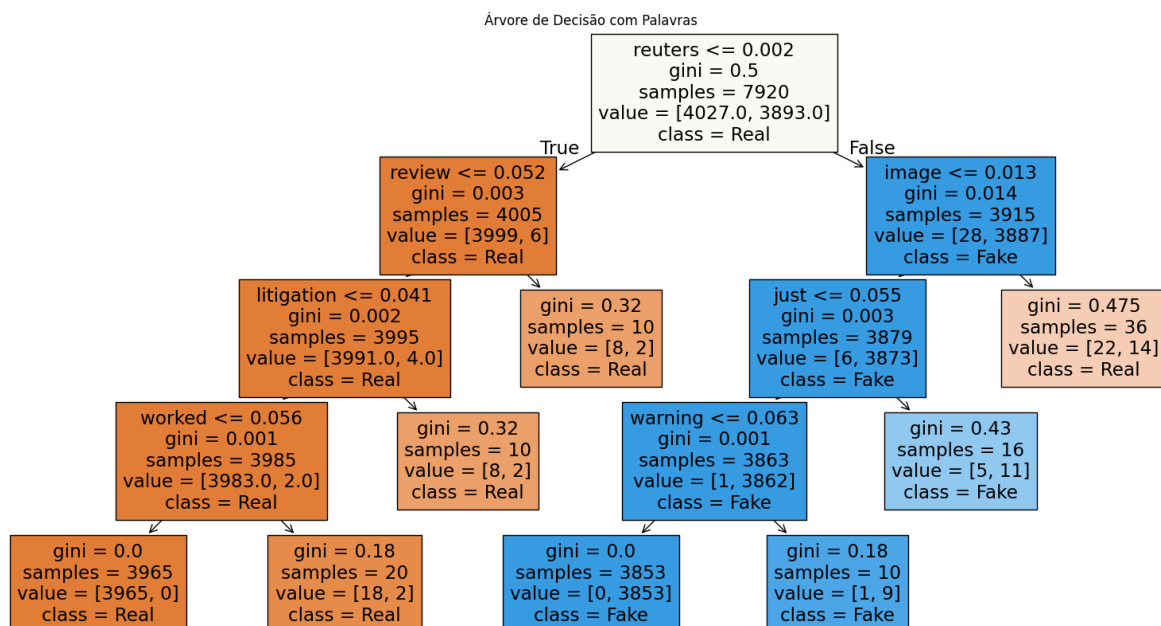 Árvore de Decisão com Palavras
reuters <= 0.002
gini = 0.5
samples = 7920
value = [4027.0, 3893.0]
class = Real
True
False
review <= 0.052
gini = 0.003
samples = 4005
value = [3999, 6]
class = Real
image <= 0.013
gini = 0.014
samples = 3915
value = [28, 3887]
class = Fake
litigation <= 0.041
gini = 0.002
samples = 3995
value = [3991.0, 4.0]
class = Real
gini = 0.32
samples = 10
value = [8, 2]
class = Real
just <= 0.055
gini = 0.003
samples = 3879
value = [6, 3873]
class = Fake
gini = 0.475
samples = 36
value = [22, 14]
class = Real
worked <= 0.056
gini = 0.001
samples = 3985
value = [3983.0, 2.0]
class = Real
gini = 0.32
samples = 10
value = [8, 2]
class = Real
warning <= 0.063
gini = 0.001
samples = 3863
value = [1, 3862]
class = Fake
gini = 0.43
samples = 16
value = [5, 11]
class = Fake
gini = 0.0
samples = 3965
value = [3965, 0]
class = Real
gini = 0.18
samples = 20
value = [18, 2]
class = Real
gini = 0.0
samples = 3853
value = [0, 3853]
class = Fake
gini = 0.18
samples = 10
value = [1, 9]
class = Fake